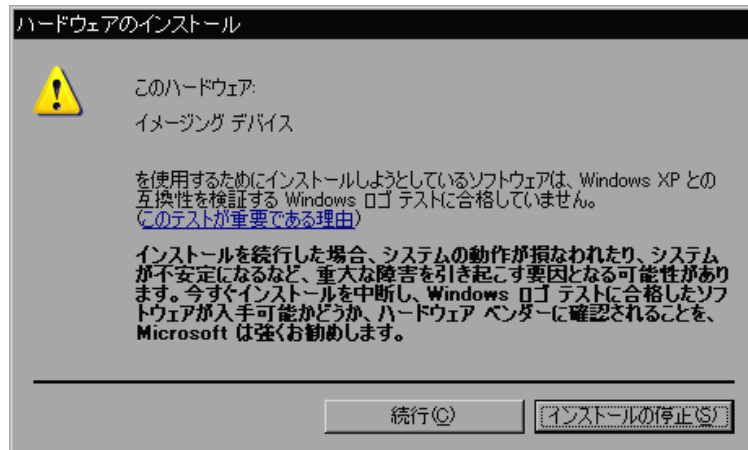 ハードウェアのインストール
このハードウェア:
イメージング デバイス
を使用するためにインストールしようとしているソフトウェアは、Windows XP との
互換性を検証する Windows ロゴ テストに合格していません。
(このテストが重要である理由)
インストールを続行した場合、システムの動作が損なわれたり、システム
が不安定になるなど、重大な障害を引き起こす要因となる可能性があり
ます。今すぐインストールを中断し、Windows ロゴ テストに合格したソフ
トウェアが入手可能かどうか、ハードウェア ベンダーに確認されることを、
Microsoft は強くお勧めします。
続行(C)
インストールの停止(S)